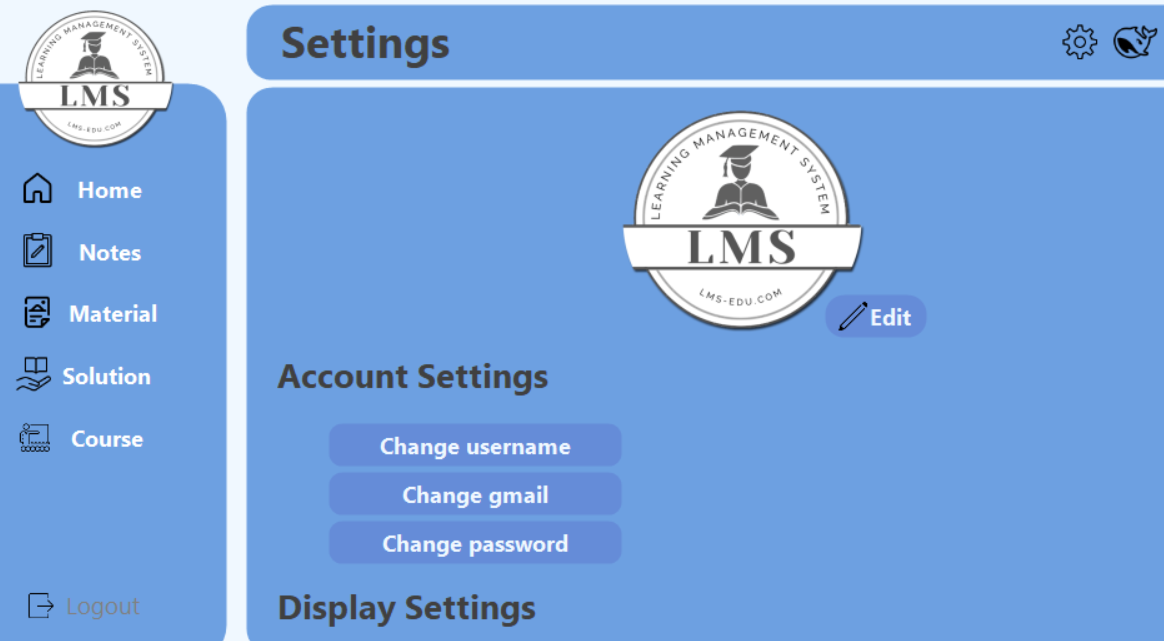 LEARNING MANAGEMENT SYSTEM
LMS
LMS-EDU.COM
Home
Notes
Material
Solution
Course
Logout
Settings
LEARNING MANAGEMENT SYSTEM
LMS
LMS-EDU.COM
Edit
Account Settings
Change username
Change gmail
Change password
Display Settings